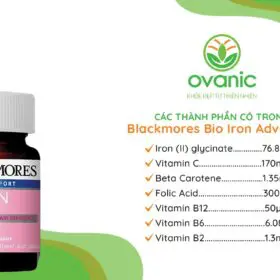 ovanic
KHỎE ĐẸP TỪ THIÊN NHIÊN
CÁC THÀNH PHẦN CÓ TRON
Blackmores Bio Iron Adv
Iron (II) glycinate..............76.8
Vitamin C......................170m
Beta Carotene................1.35
Folic Acid......................300
Vitamin B12....................50µ
Vitamin B6.....................6.0
Vitamin B2....................1.3m
MORES